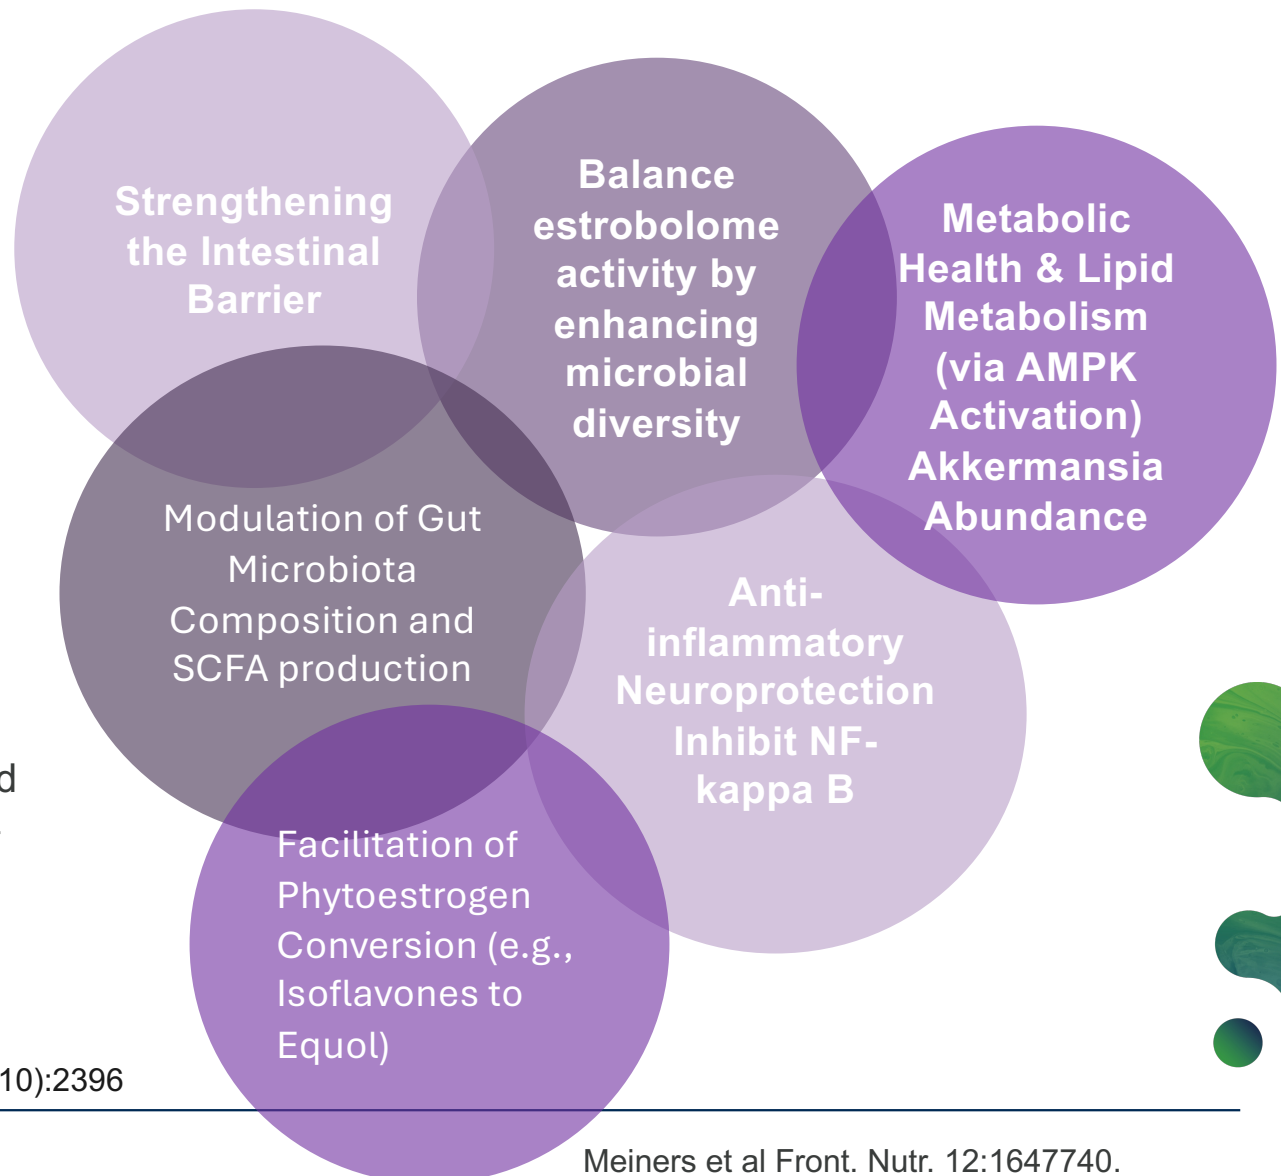 Strengthening
the Intestinal
Barrier
Balance
estrobolome
activity by
enhancing
microbial
diversity
Metabolic
Health & Lipid
Metabolism
(via AMPK
Activation)
Akkermansia
Abundance
Modulation of Gut
Microbiota
Composition and
SCFA production
Anti-
inflammatory
Neuroprotection
Inhibit NF-
kappa B
d
Facilitation of
Phytoestrogen
Conversion (e.g.,
Isoflavones to
Equol)
10):2396
Meiners et al Front. Nutr. 12:1647740.